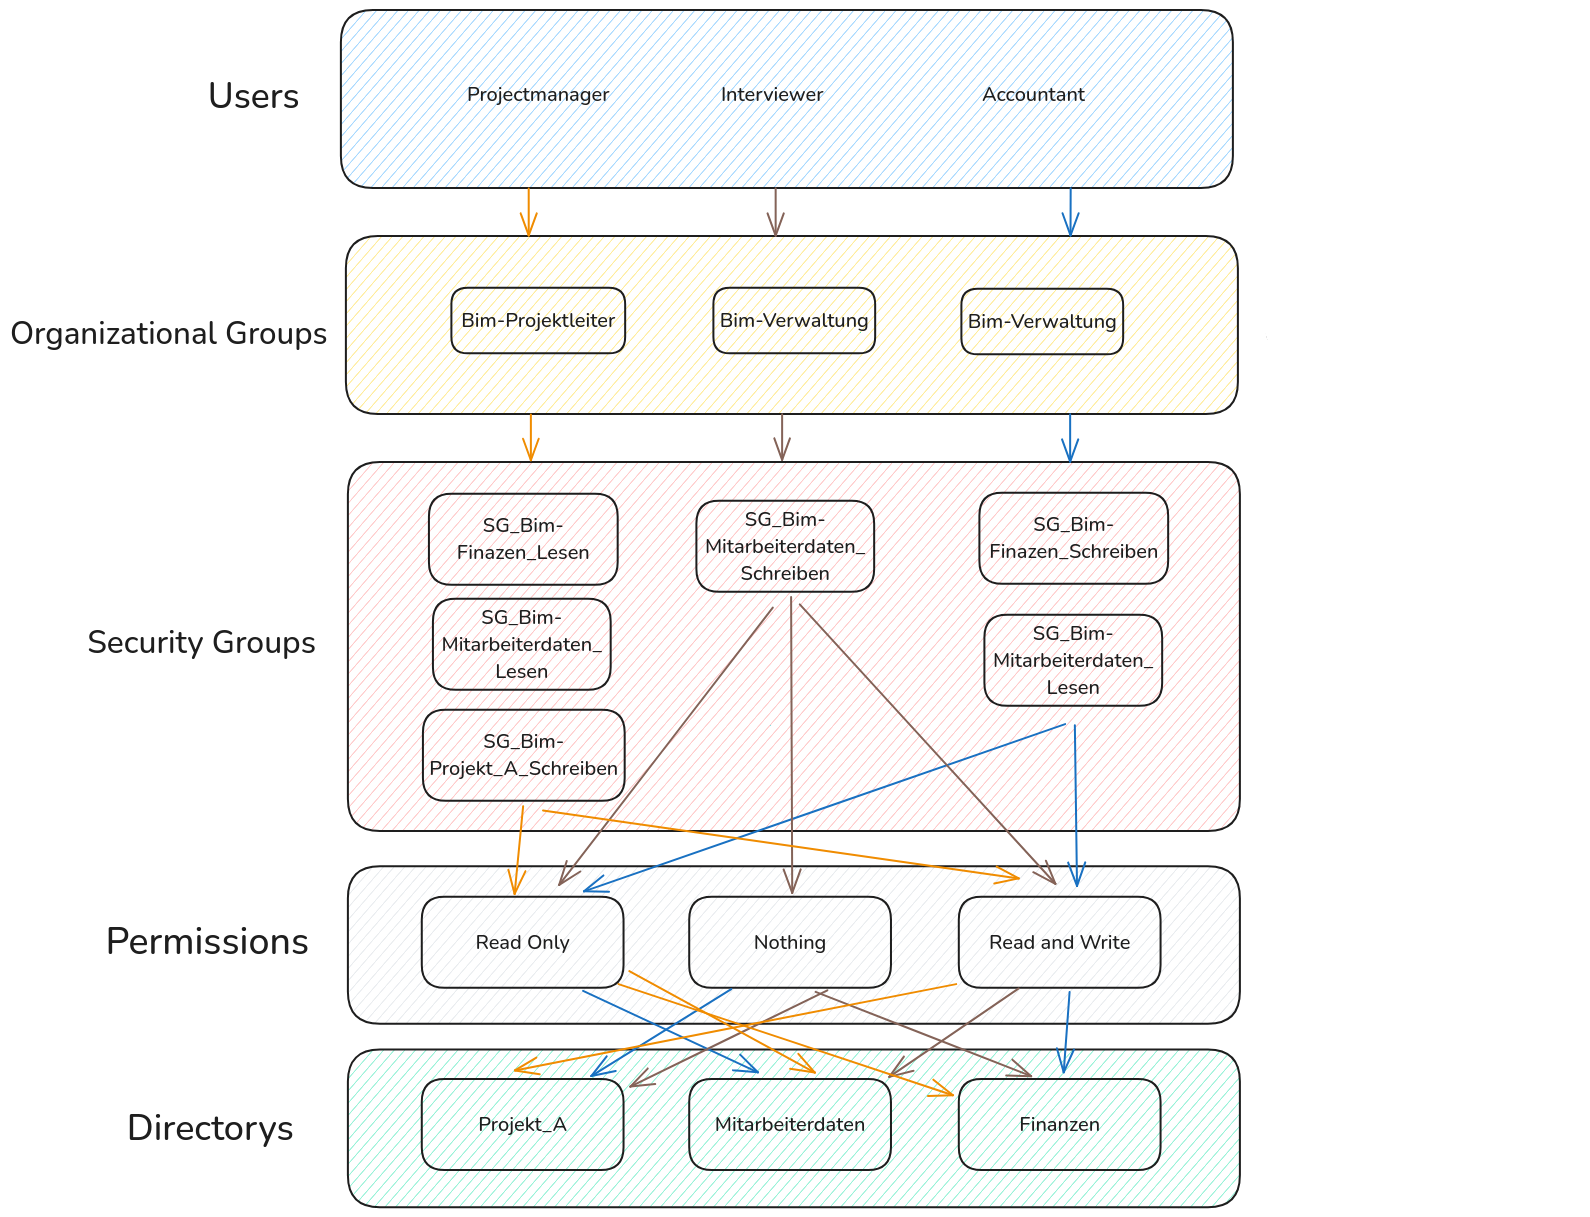 Users
Projectmanager
Interviewer
Accountant
Organizational Groups
Bim-Projektleiter
Bim-Verwaltung
Bim-Verwaltung
Security Groups
SG_Bim-
Finazen_Lesen
SG_Bim-
Mitarbeiterdaten_
Lesen
SG_Bim-
Projekt_A_Schreiben
SG_Bim-
Mitarbeiterdaten_
Schreiben
SG_Bim-
Finazen_Schreiben
SG_Bim-
Mitarbeiterdaten_
Lesen
Permissions
Read Only
Nothing
Read and Write
Directorys
Projekt_A
Mitarbeiterdaten
Finanzen